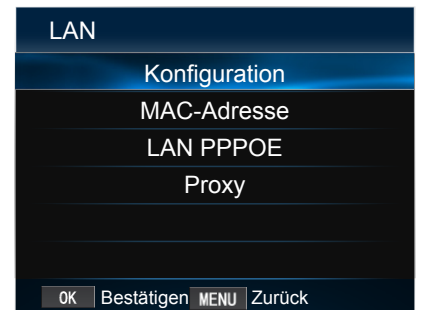 LAN
Konfiguration
MAC-Adresse
LAN PPPOE
Proxy
OK Bestätigen MENU Zurück